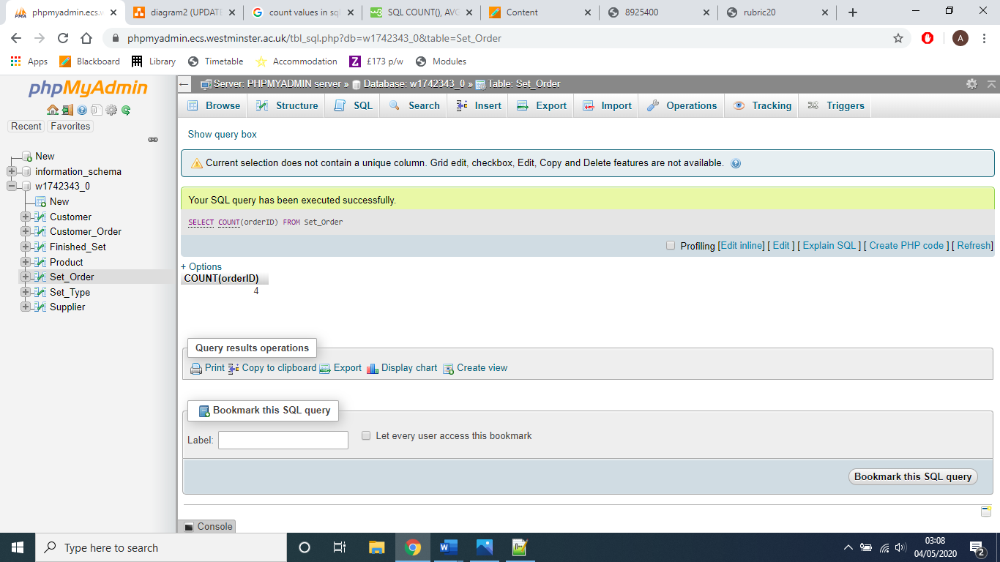 phpmyadmin.ecs.w
diagram2 (UPDATE
count values in sql
SQL COUNT(), AVG
Content
8925400
rubric20
phpmyadmin.ecs.westminster.ac.uk/tbl_sql.php?db=w1742343_0&table=Set_Order
A
Apps
Blackboard
Library
Timetable
Accommodation
Z £173 p/w
Modules
phpMyAdmin
Recent Favorites
New
information_schema
w1742343_0
New
Customer
Customer_Order
Finished_Set
Product
Set_Order
Set_Type
Supplier
Server: PHPMYADMIN server » Database: w1742343_0 » Table: Set_Order
Browse Structure SQL Search Insert Export Import Operations Tracking Triggers
Show query box
Current selection does not contain a unique column. Grid edit, checkbox, Edit, Copy and Delete features are not available.
Your SQL query has been executed successfully.
SELECT COUNT(orderID) FROM Set_Order
Profiling [Edit inline] [ Edit ] [ Explain SQL ] [ Create PHP code ] [ Refresh]
+ Options
COUNT(orderID)
4
Query results operations
Print Copy to clipboard Export Display chart Create view
Bookmark this SQL query
Label:
Let every user access this bookmark
Bookmark this SQL query
Console
Type here to search
03:08
04/05/2020
2